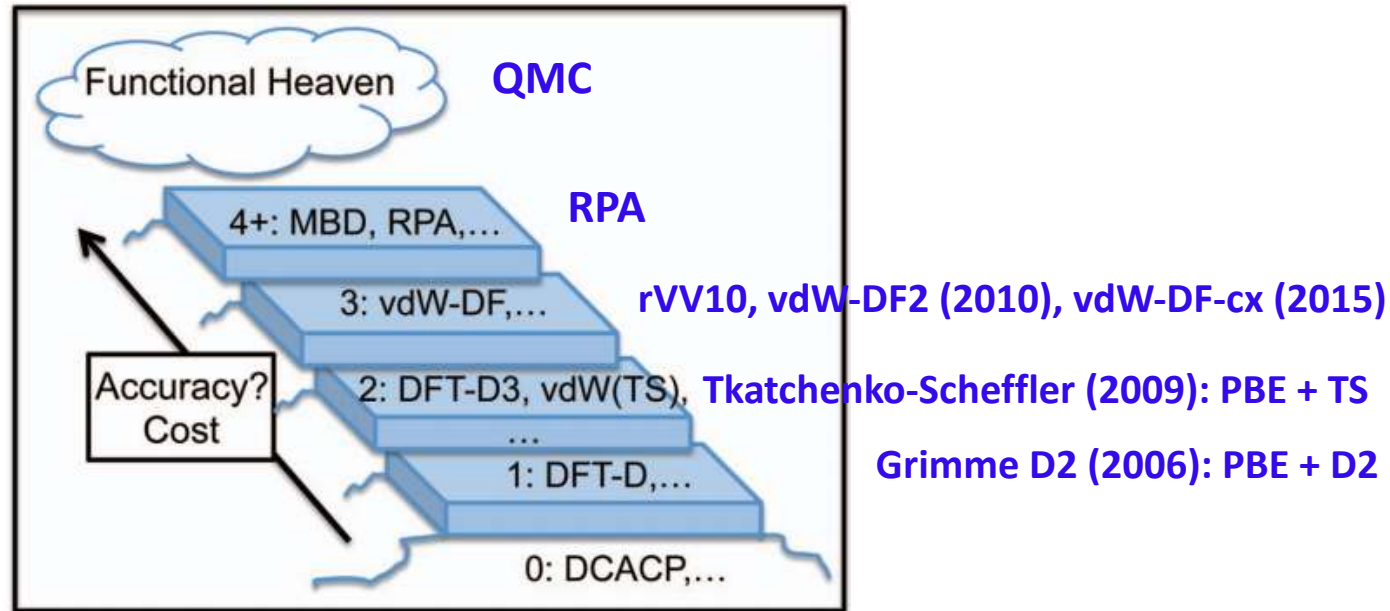 Functional Heaven QMC
4+: MBD, RPA,... RPA
3: vdW-DF,... rVV10, vdW-DF2 (2010), vdW-DF-cx (2015)
Accuracy?
Cost
2: DFT-D3, vdW(TS), Tkatchenko-Scheffler (2009): PBE + TS
...
1: DFT-D,... Grimme D2 (2006): PBE + D2
0: DCACP,...